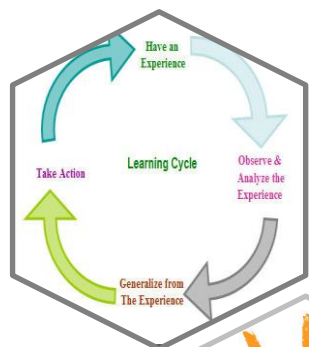 Have an
Experience
Learning Cycle
Observe &
Analyze the
Experience
Generalize from
The Experience
Take Action